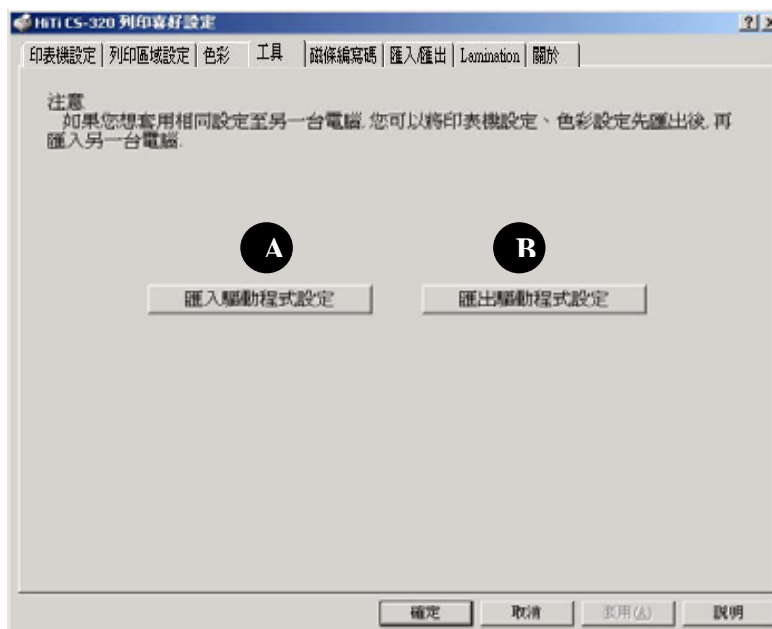 HiTi CS-320 列印喜好設定
印表機設定 列印區域設定 色彩 工具 磁條編寫碼 匯入/匯出 Lamination 關於
注意
如果您想套用相同設定至另一台電腦.您可以將印表機設定、色彩設定先匯出後.再
匯入另一台電腦.
A B
匯入驅動程式設定 匯出驅動程式設定
確定 取消 套用(A) 說明